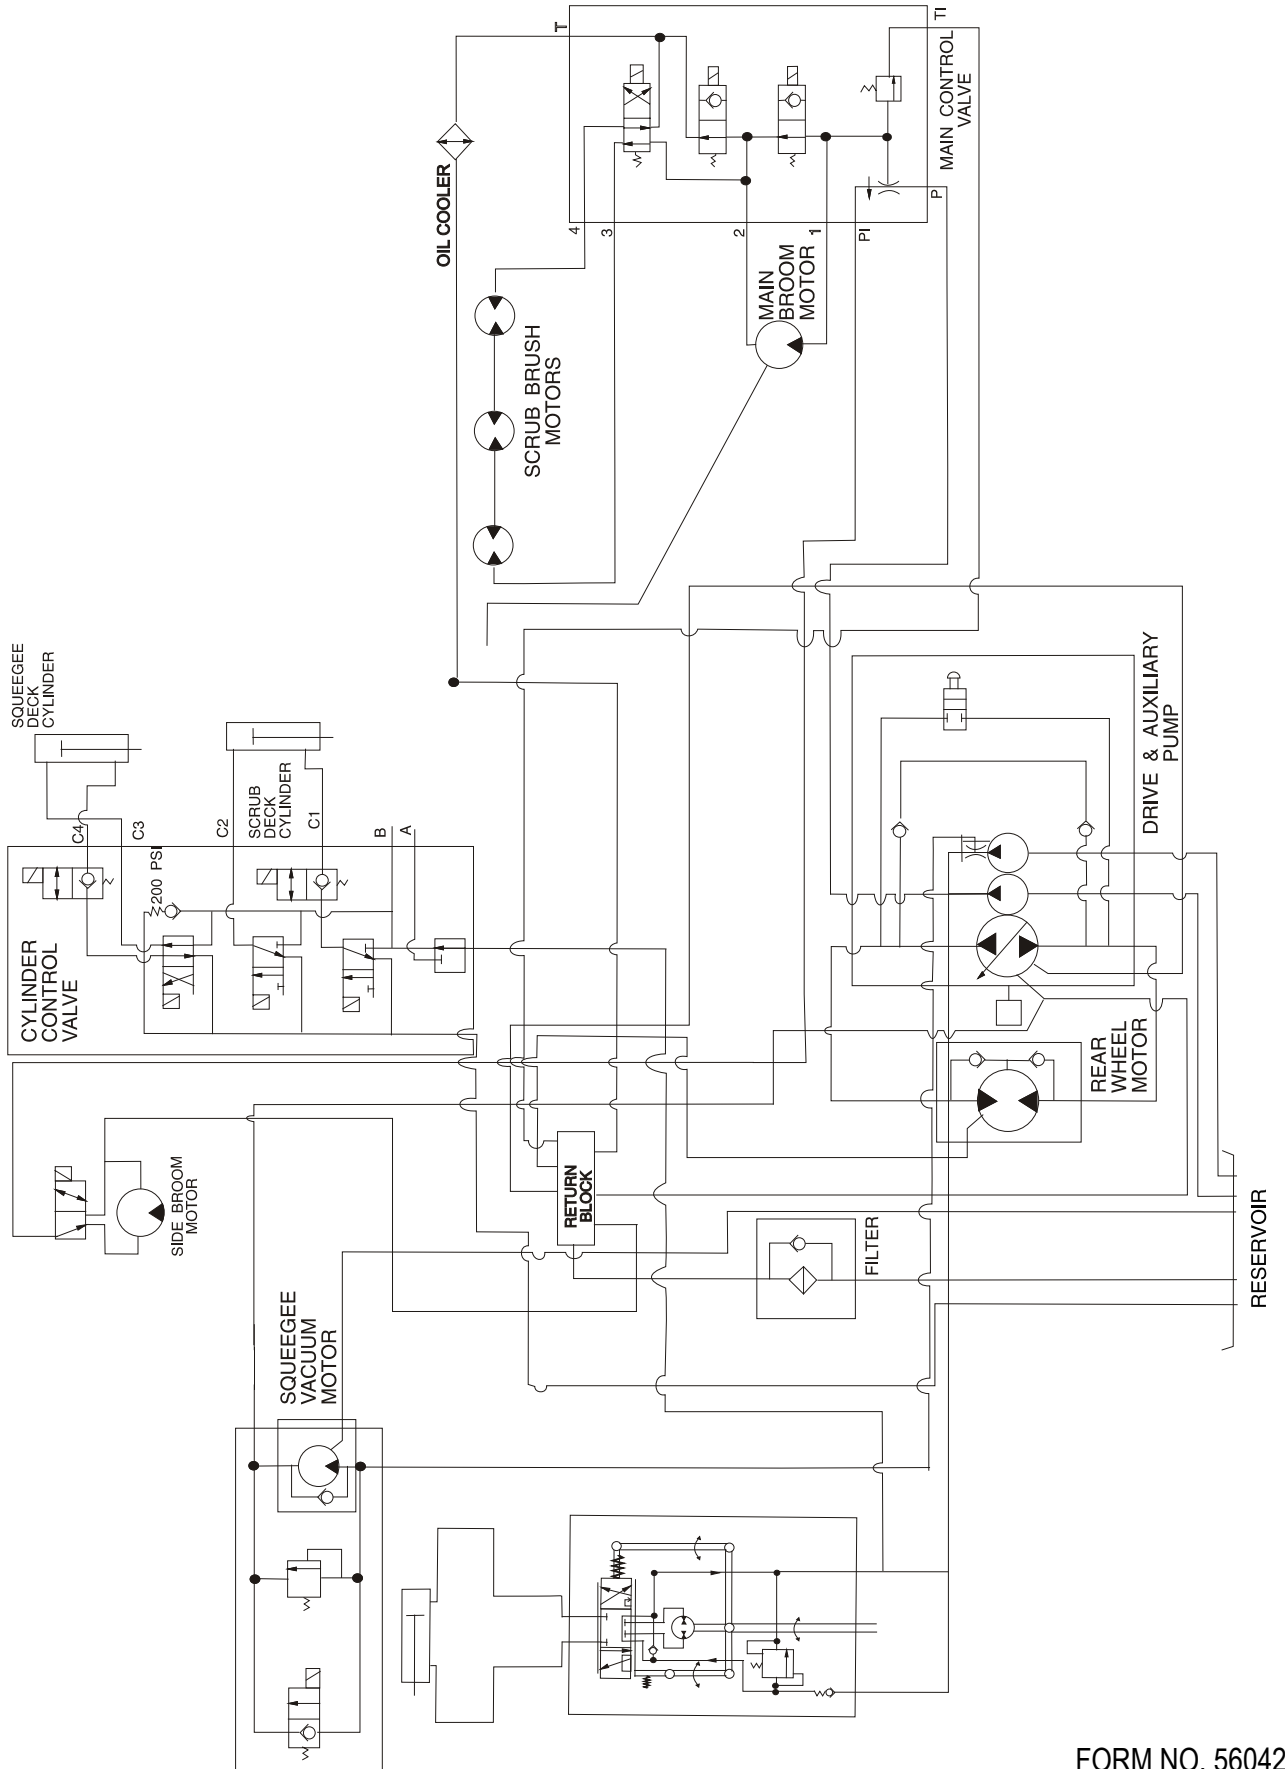 T
TI
MAIN CONTROL
VALVE
P
PI
1
2
3
4
OIL COOLER
MAIN
BROOM
MOTOR
SCRUB BRUSH
MOTORS
SQUEEGEE
DECK
CYLINDER
C4
C3
C2
SCRUB
DECK
CYLINDER
C1
B
A
200 PSI
CYLINDER
CONTROL
VALVE
DRIVE & AUXILIARY
PUMP
REAR
WHEEL
MOTOR
RETURN
BLOCK
SIDE BROOM
MOTOR
FILTER
RESERVOIR
SQUEEGEE
VACUUM
MOTOR
FORM NO. 56042